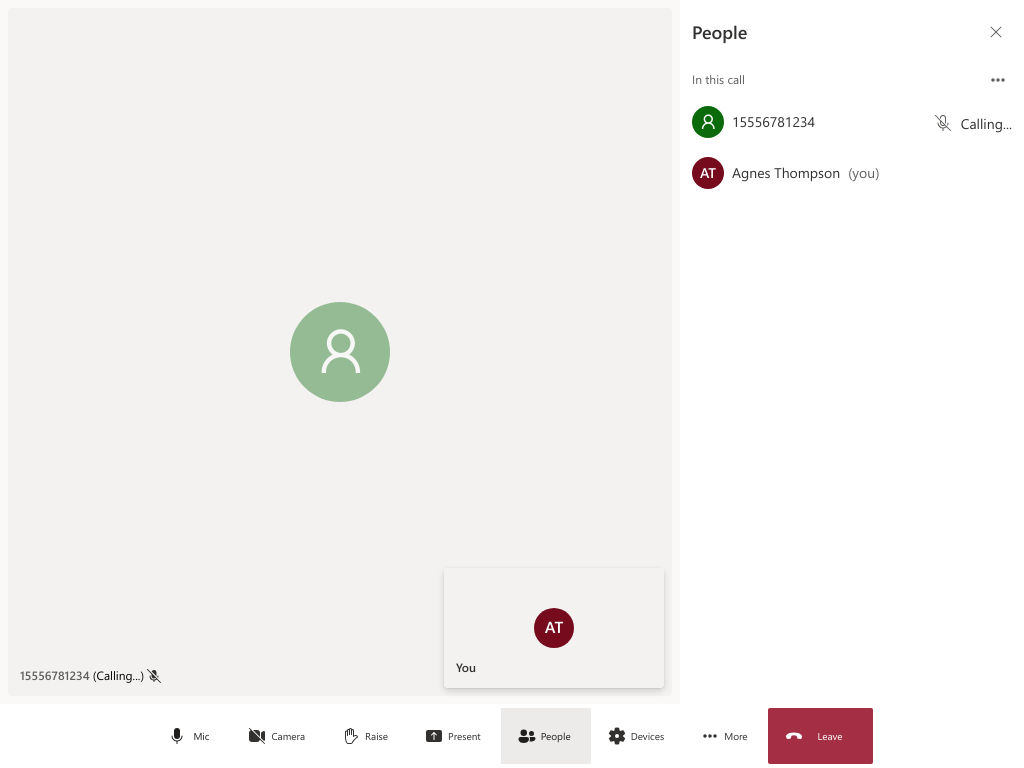 People
In this call
15556781234 Calling...
AT Agnes Thompson (you)
AT
You
15556781234 (Calling...)
Mic Camera Raise Present People Devices More Leave